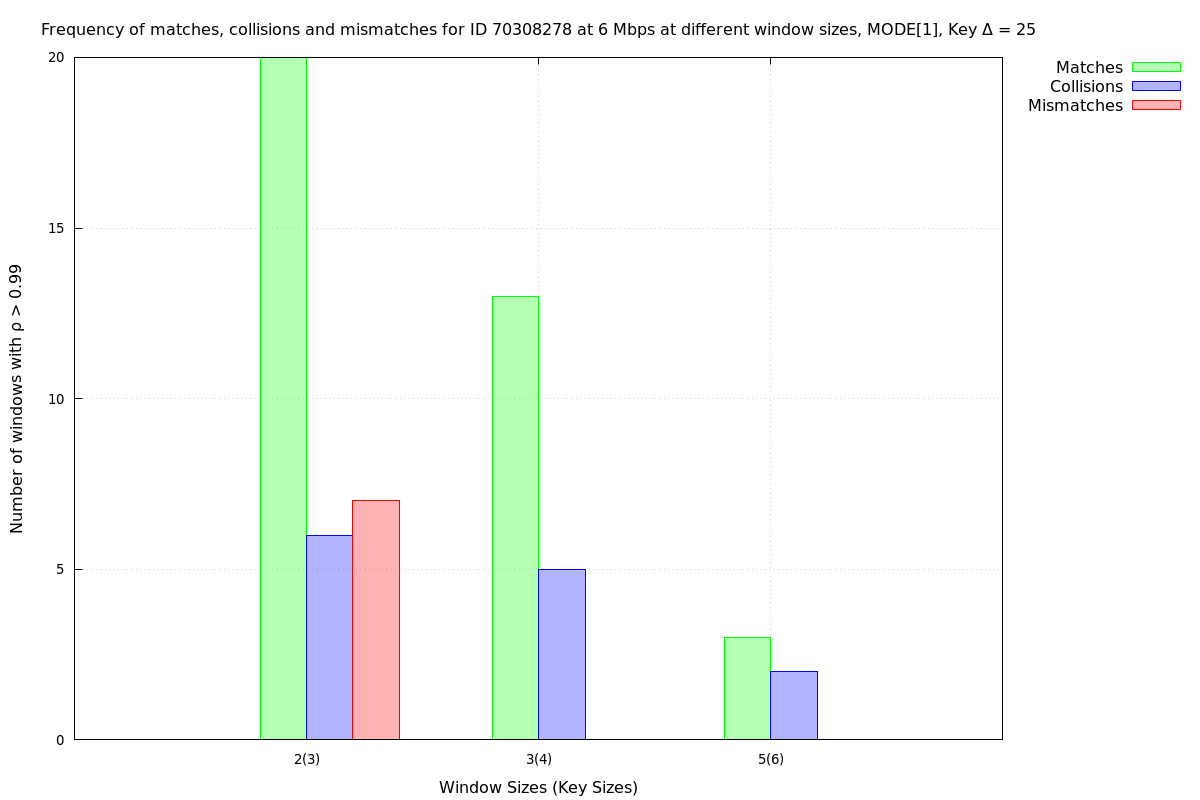 Frequency of matches, collisions and mismatches for ID 70308278 at 6 Mbps at different window sizes, MODE[1], Key Δ = 25
Matches
Collisions
Mismatches
Number of windows with ρ > 0.99
20
15
10
5
0
2(3)
3(4)
5(6)
Window Sizes (Key Sizes)